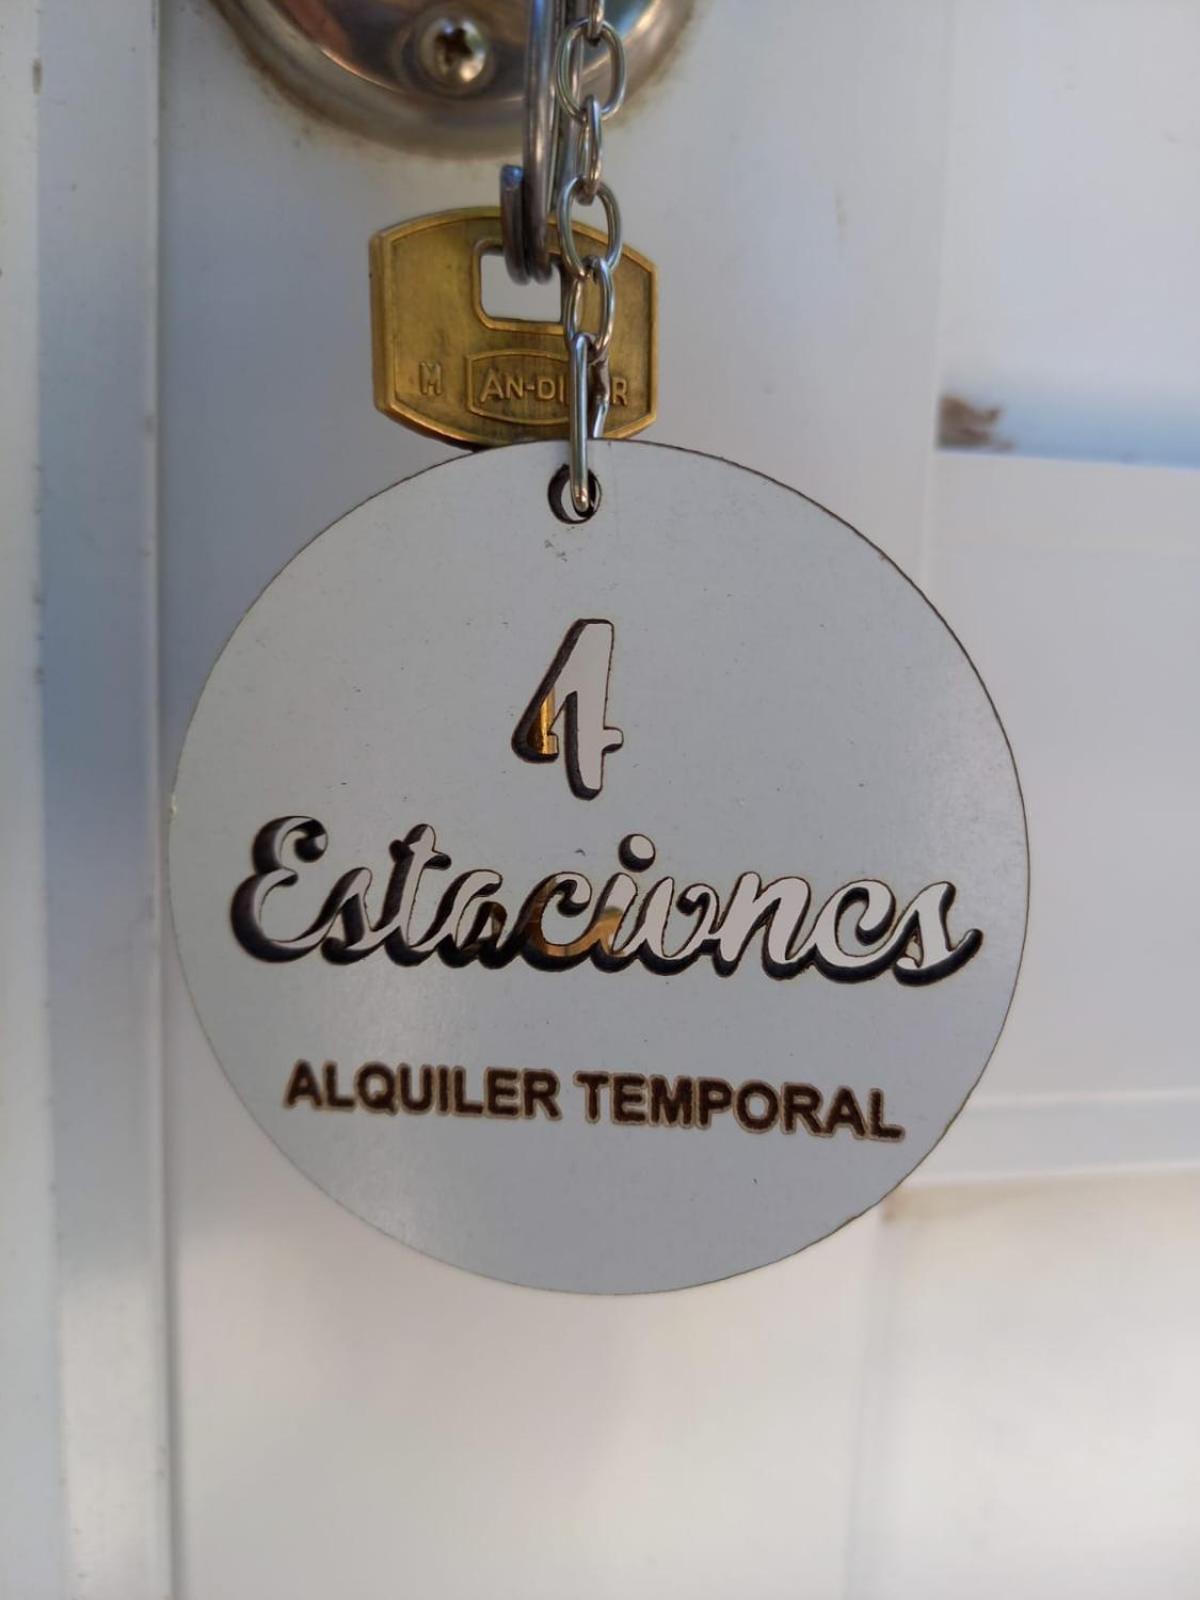 M
4
Estaciones
ALQUILER TEMPORAL